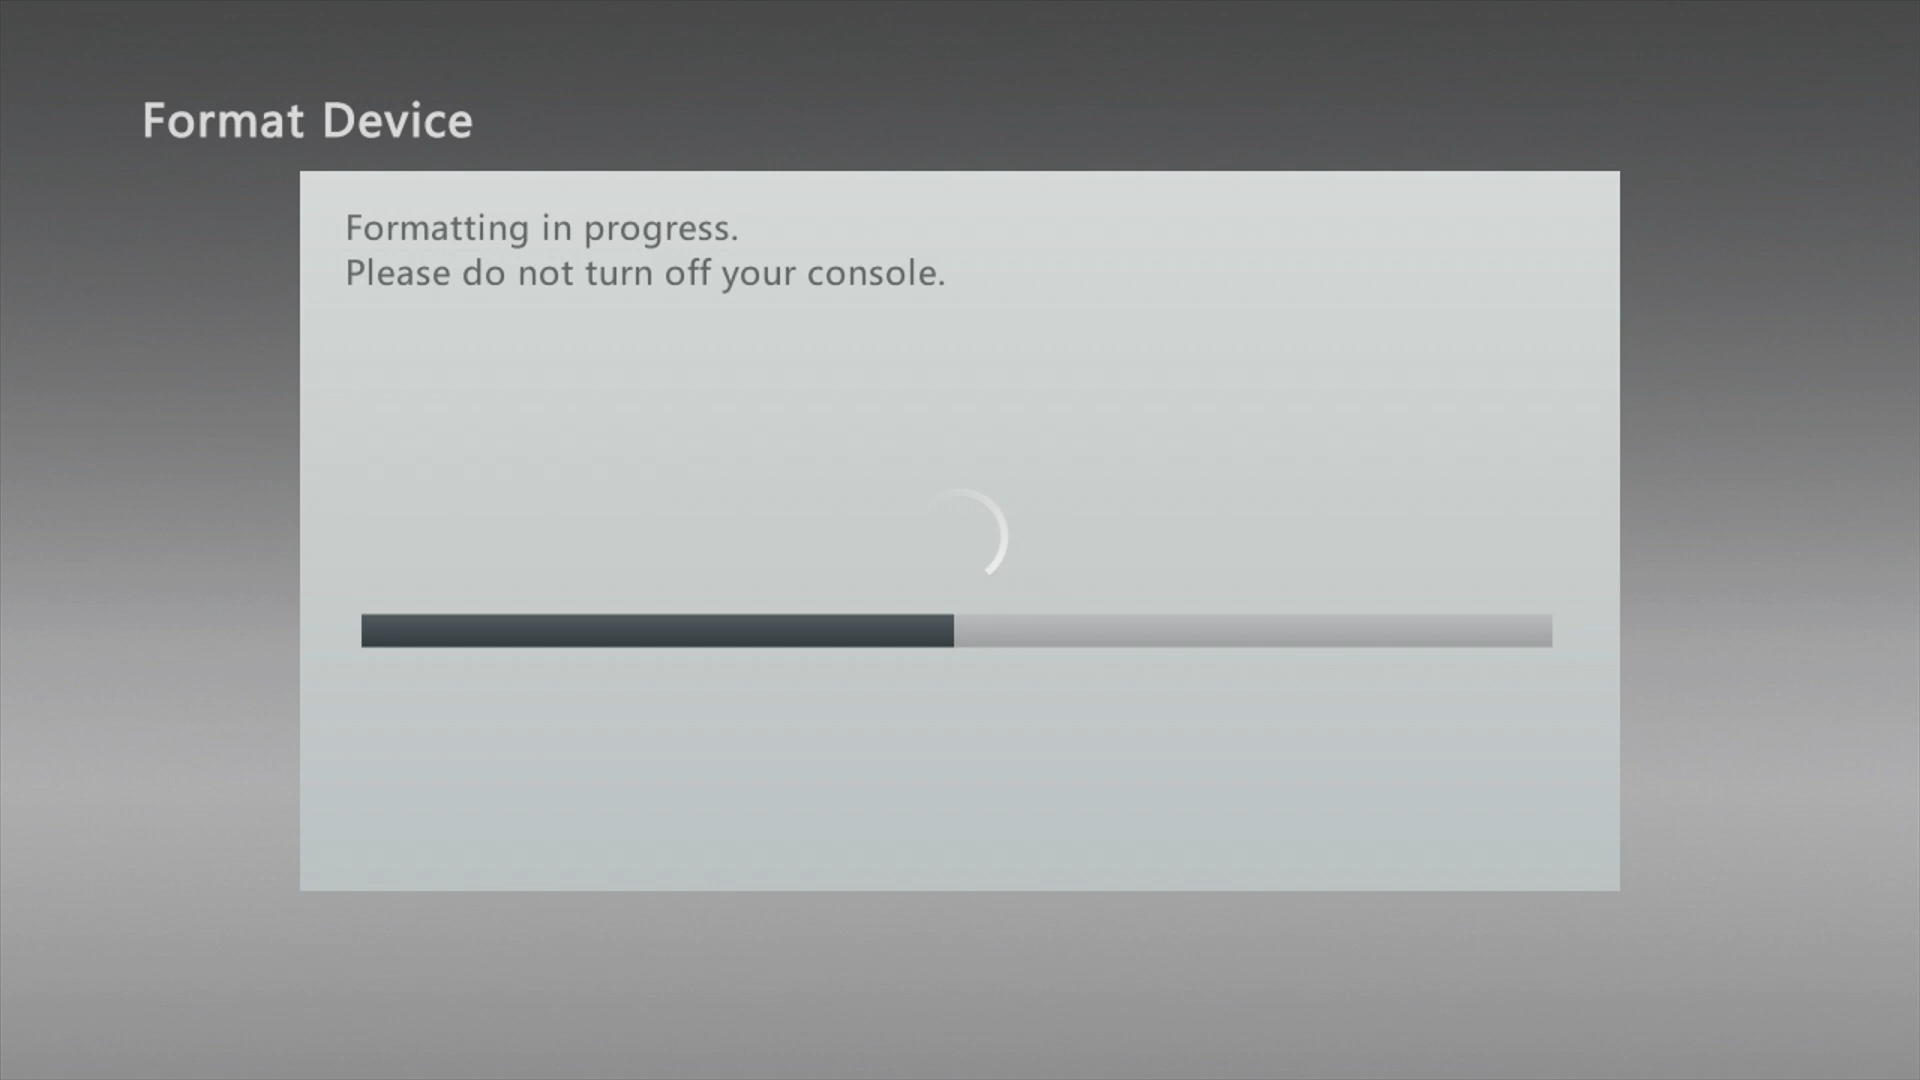 Format Device
Formatting in progress.
Please do not turn off your console.